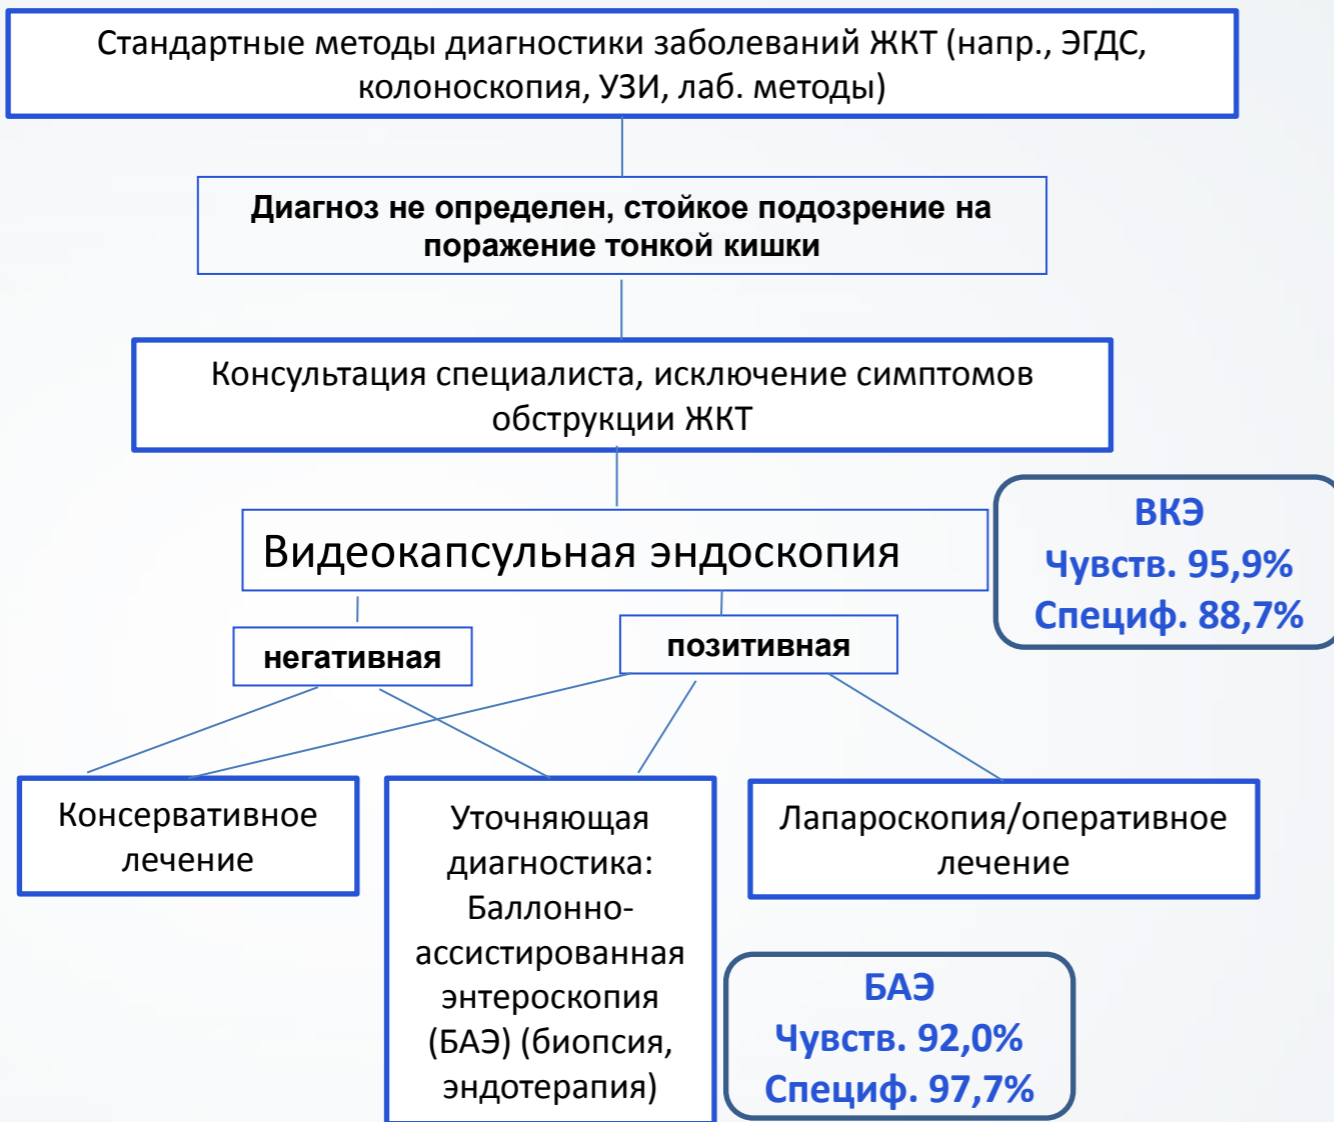 Стандартные методы диагностики заболеваний ЖКТ (напр., ЭГДС,
колоноскопия, УЗИ, лаб. методы)
Диагноз не определен, стойкое подозрение на
поражение тонкой кишки
Консультация специалиста, исключение симптомов
обструкции ЖКТ
Видеокапсульная эндоскопия
ВКЭ
Чувств. 95,9%
Специф. 88,7%
негативная
позитивная
Консервативное
лечение
Уточняющая
диагностика:
Баллонно-
ассистированная
энтероскопия
(БАЭ) (биопсия,
эндотерапия)
Лапароскопия/оперативное
лечение
БАЭ
Чувств. 92,0%
Специф. 97,7%